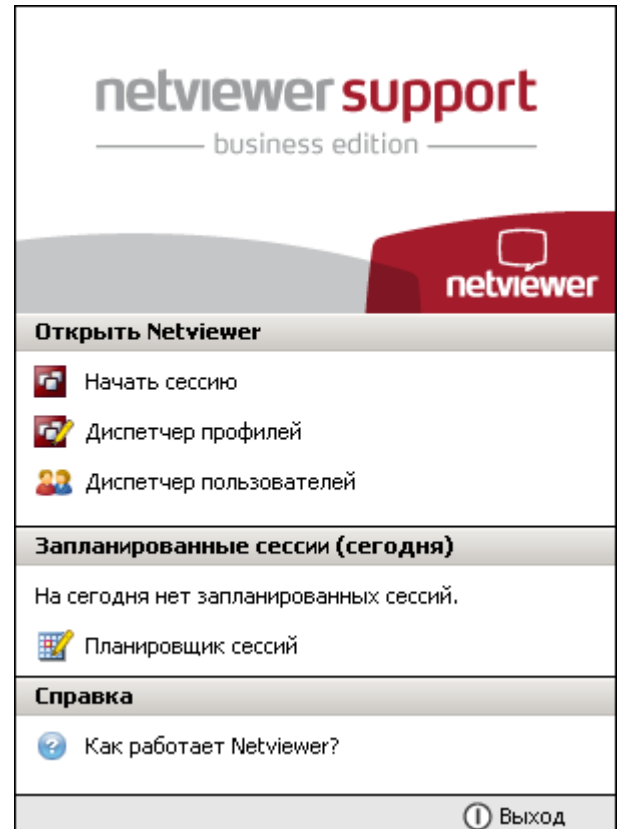 netviewer support
business edition
netviewer
Открыть Netviewer
Начать сессию
Диспетчер профилей
Диспетчер пользователей
Запланированные сессии (сегодня)
На сегодня нет запланированных сессий.
Планировщик сессий
Справка
Как работает Netviewer?
Выход